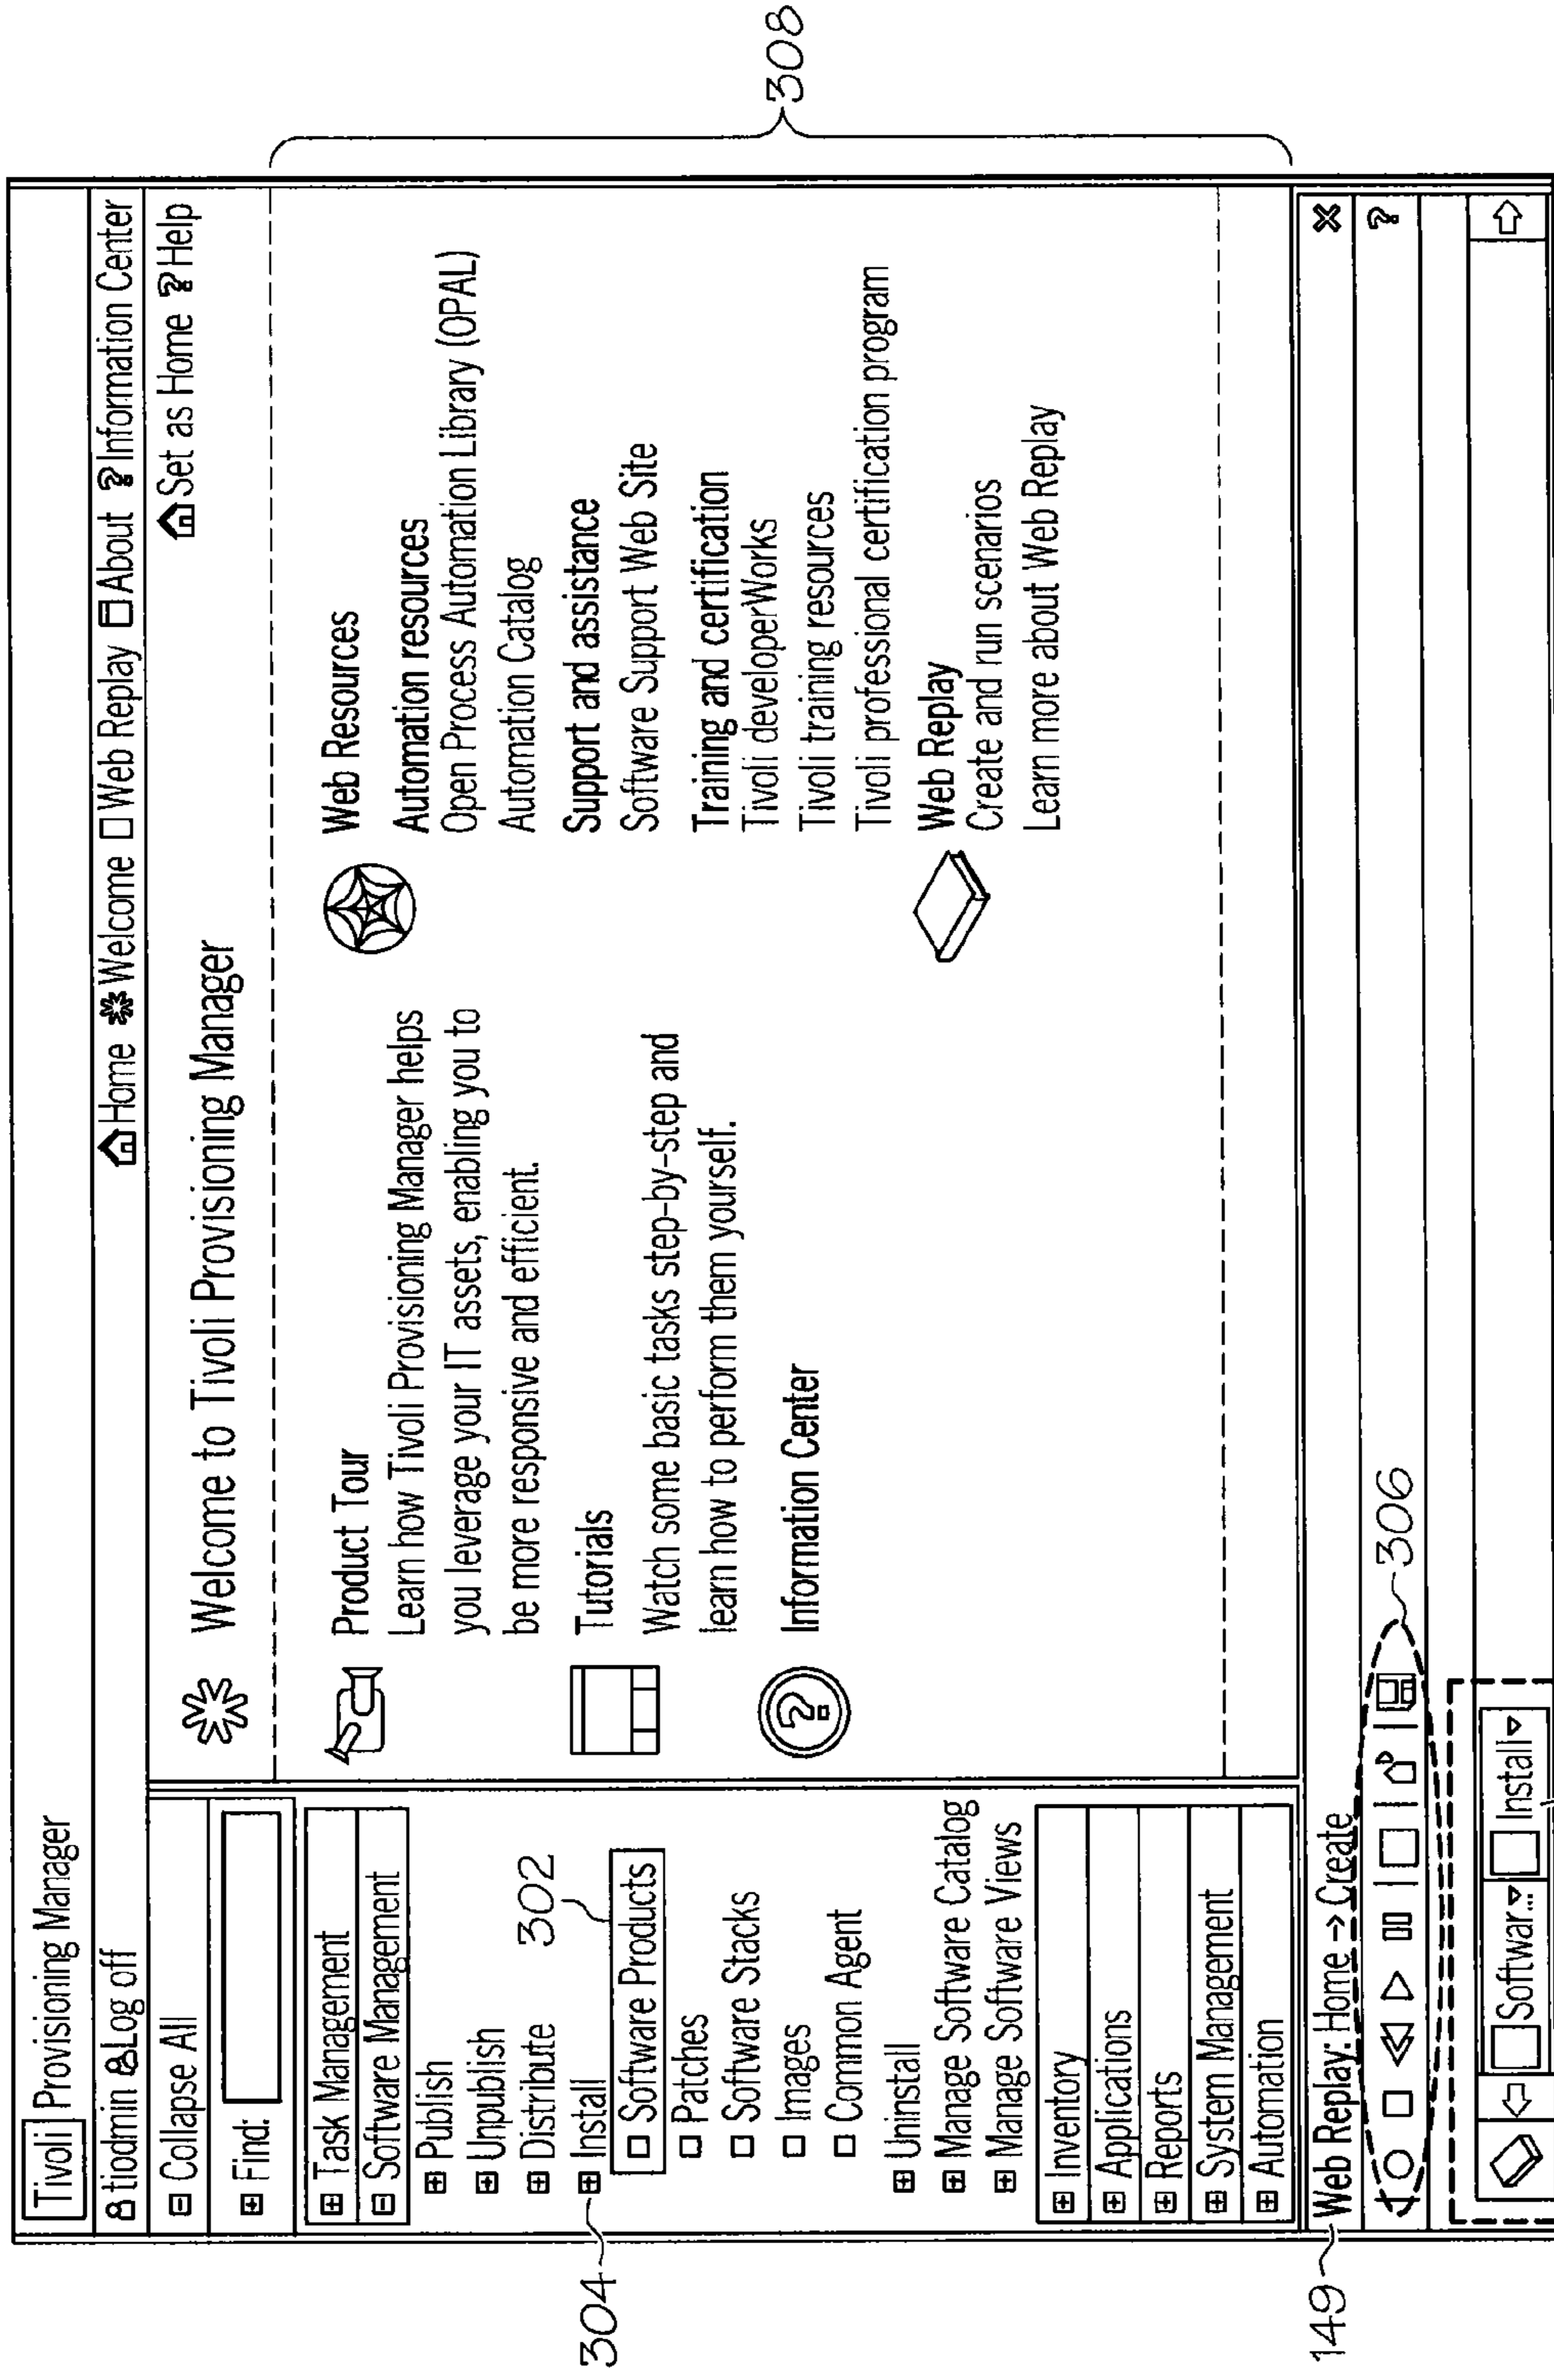 Tivoli Provisioning Manager
tiodmin Log off
Home Welcome Web Replay About ? Information Center
Collapse All
Set as Home ? Help
Find:
Welcome to Tivoli Provisioning Manager
Task Management
Software Management
Publish
Unpublish
Distribute
302
Install
304
Software Products
Patches
Software Stacks
Images
Common Agent
Uninstall
Manage Software Catalog
Manage Software Views
Inventory
Applications
Reports
System Management
Automation
Product Tour
Learn how Tivoli Provisioning Manager helps
you leverage your IT assets, enabling you to
be more responsive and efficient.
Tutorials
Watch some basic tasks step-by-step and
learn how to perform them yourself.
?
Information Center
Web Resources
Automation resources
Open Process Automation Library (OPAL)
Automation Catalog
Support and assistance
Software Support Web Site
Training and certification
Tivoli developerWorks
Tivoli training resources
Tivoli professional certification program
Web Replay
Create and run scenarios
Learn more about Web Replay
308
149
Web Replay: Home -> Create
?
306
Softwar... Install